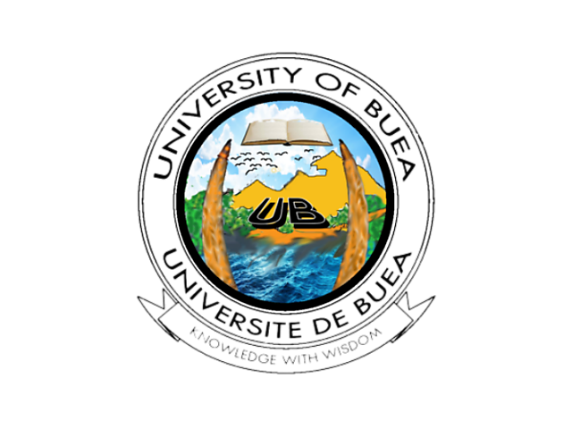 UNIVERSITY OF BUEA
UB
UNIVERSITE DE BUEA
KNOWLEDGE WITH WISDOM